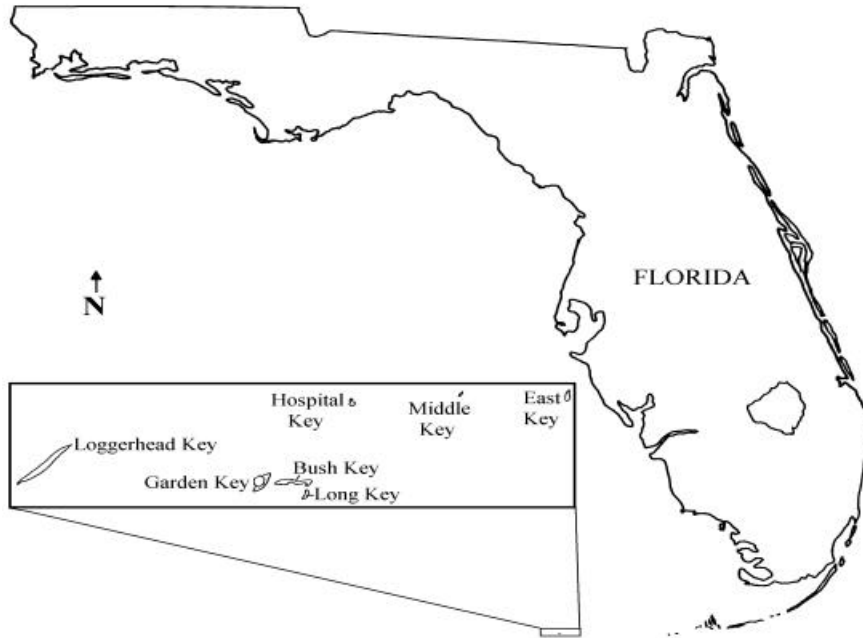 FLORIDA
N
Hospital
Key
Middle
Key
East
Key
Loggerhead Key
Bush Key
Garden Key
Long Key